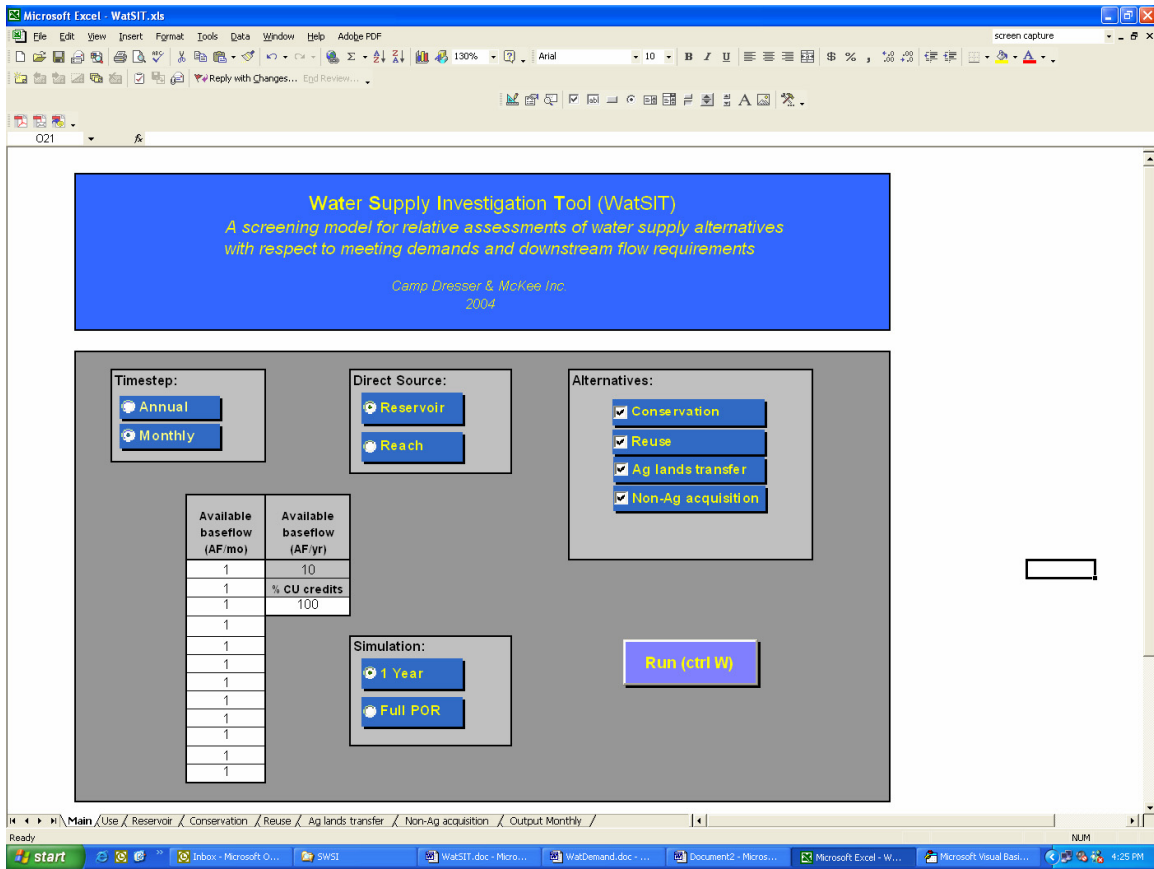 Microsoft Excel - WatSIT.xls
File Edit View Insert Format Tools Data Window Help Adobe PDF
screen capture
130%
Arial
10
B I U
$ % ,
Reply with Changes... End Review...
O21
fx
Water Supply Investigation Tool (WatSIT)
A screening model for relative assessments of water supply alternatives
with respect to meeting demands and downstream flow requirements
Camp Dresser & McKee Inc.
2004
Timestep:
Annual
Monthly
Direct Source:
Reservoir
Reach
Alternatives:
Conservation
Reuse
Ag lands transfer
Non-Ag acquisition
Available
baseflow
(AF/mo)
1
1
1
1
1
1
1
1
1
1
1
1
Available
baseflow
(AF/yr)
10
% CU credits
100
Simulation:
1 Year
Full POR
Run (ctrl W)
Main / Use / Reservoir / Conservation / Reuse / Ag lands transfer / Non-Ag acquisition / Output Monthly /
Ready
NUM
start
Inbox - Microsoft O...
SWSI
WatSIT.doc - Micro...
WatDemand.doc - ...
Document2 - Micros...
Microsoft Excel - W...
Microsoft Visual Basi...
4:25 PM